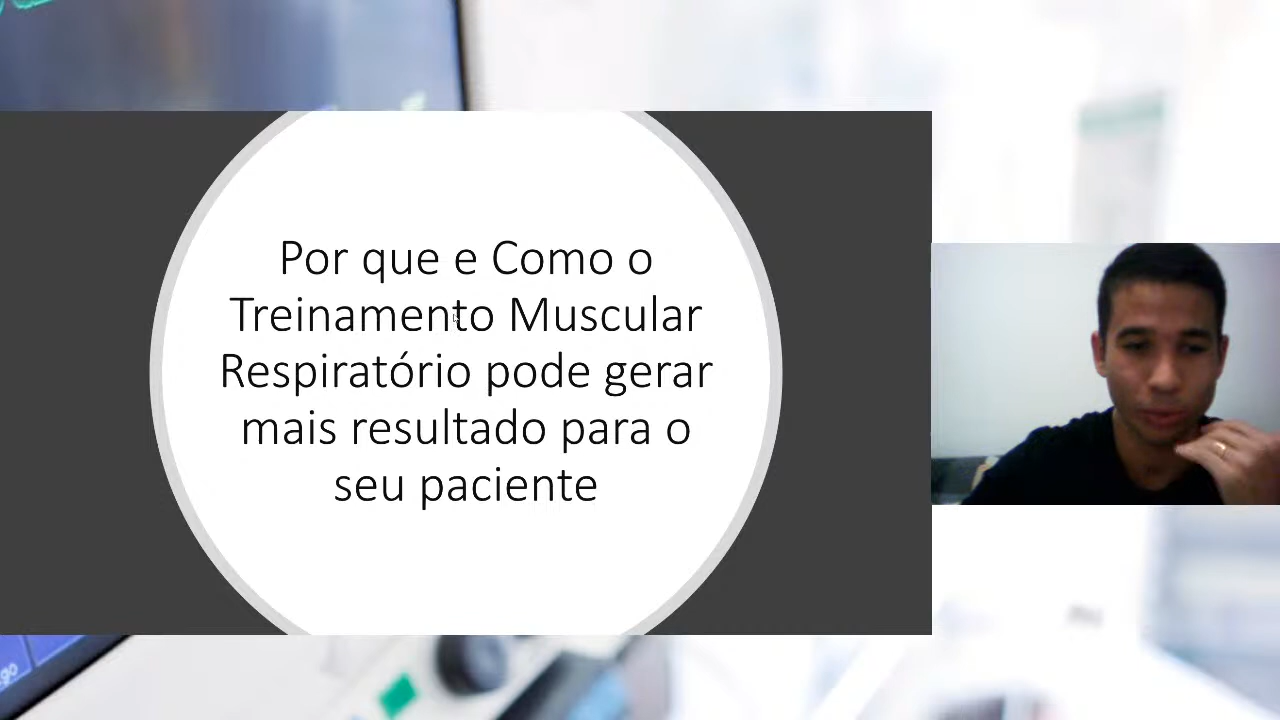 Por que e Como o
Treinamento Muscular
Respiratório pode gerar
mais resultado para o
seu paciente